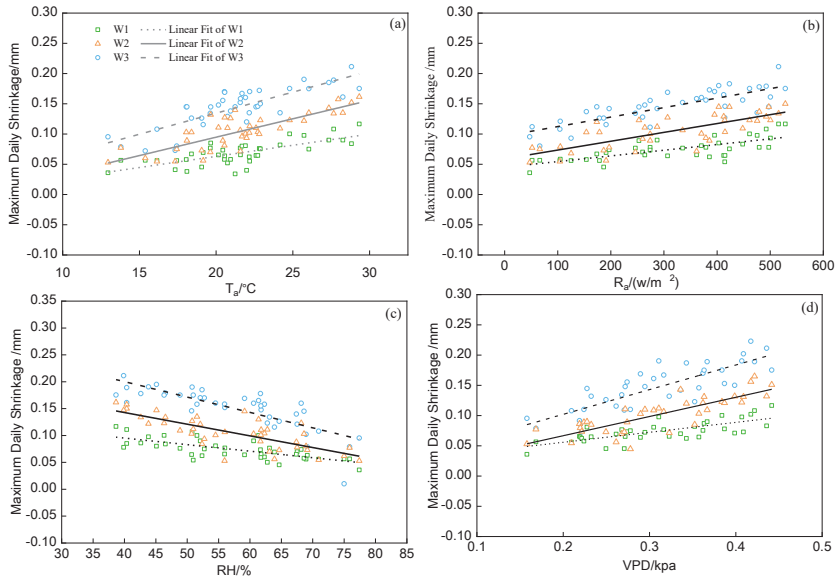 (a)
W1 Linear Fit of W1
W2 Linear Fit of W2
W3 Linear Fit of W3
Maximum Daily Shrinkage/mm
0.30
0.25
0.20
0.15
0.10
0.05
0.00
-0.05
-0.10
10 15 20 25 30
Ta/°C
(b)
Maximum Daily Shrinkage /mm
0.30
0.25
0.20
0.15
0.10
0.05
0.00
-0.05
-0.10
0 100 200 300 400 500 600
Ra/(w/m 2)
(c)
Maximum Daily Shrinkage /mm
0.35
0.30
0.25
0.20
0.15
0.10
0.05
0.00
-0.05
-0.10
30 35 40 45 50 55 60 65 70 75 80 85
RH/%
(d)
Maximum Daily Shrinkage /mm
0.30
0.25
0.20
0.15
0.10
0.05
0.00
-0.05
-0.10
0.1 0.2 0.3 0.4 0.5
VPD/kpa